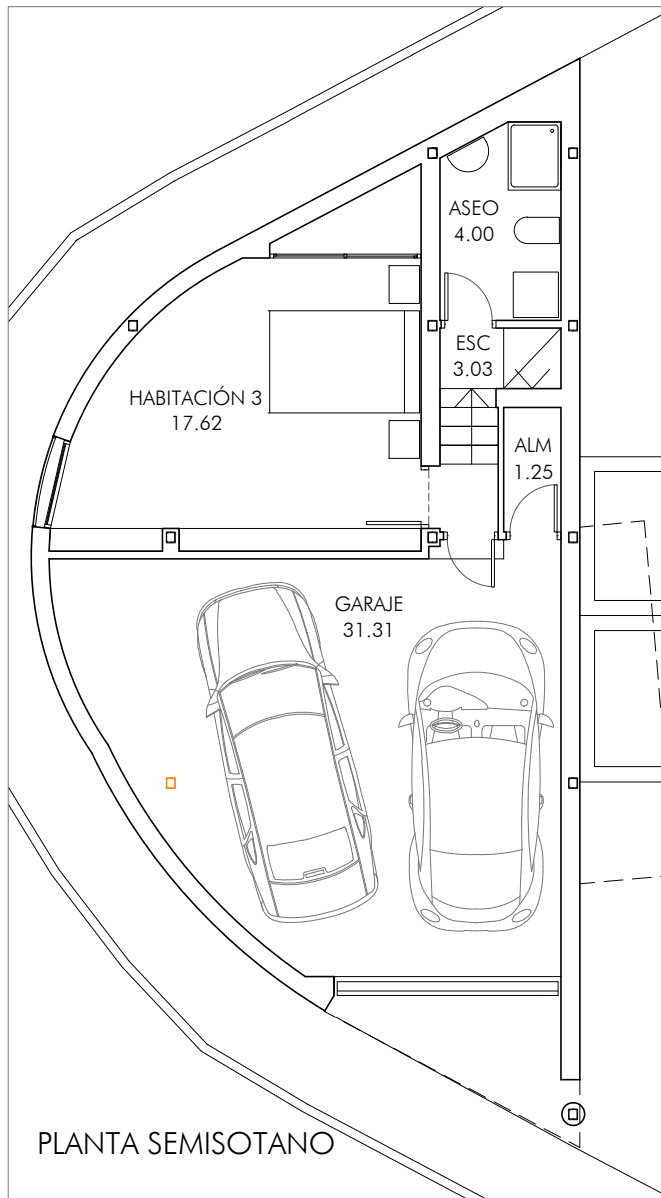 ASEO
4.00
ESC
3.03
HABITACIÓN 3
17.62
ALM
1.25
GARAJE
31.31
PLANTA SEMISOTANO